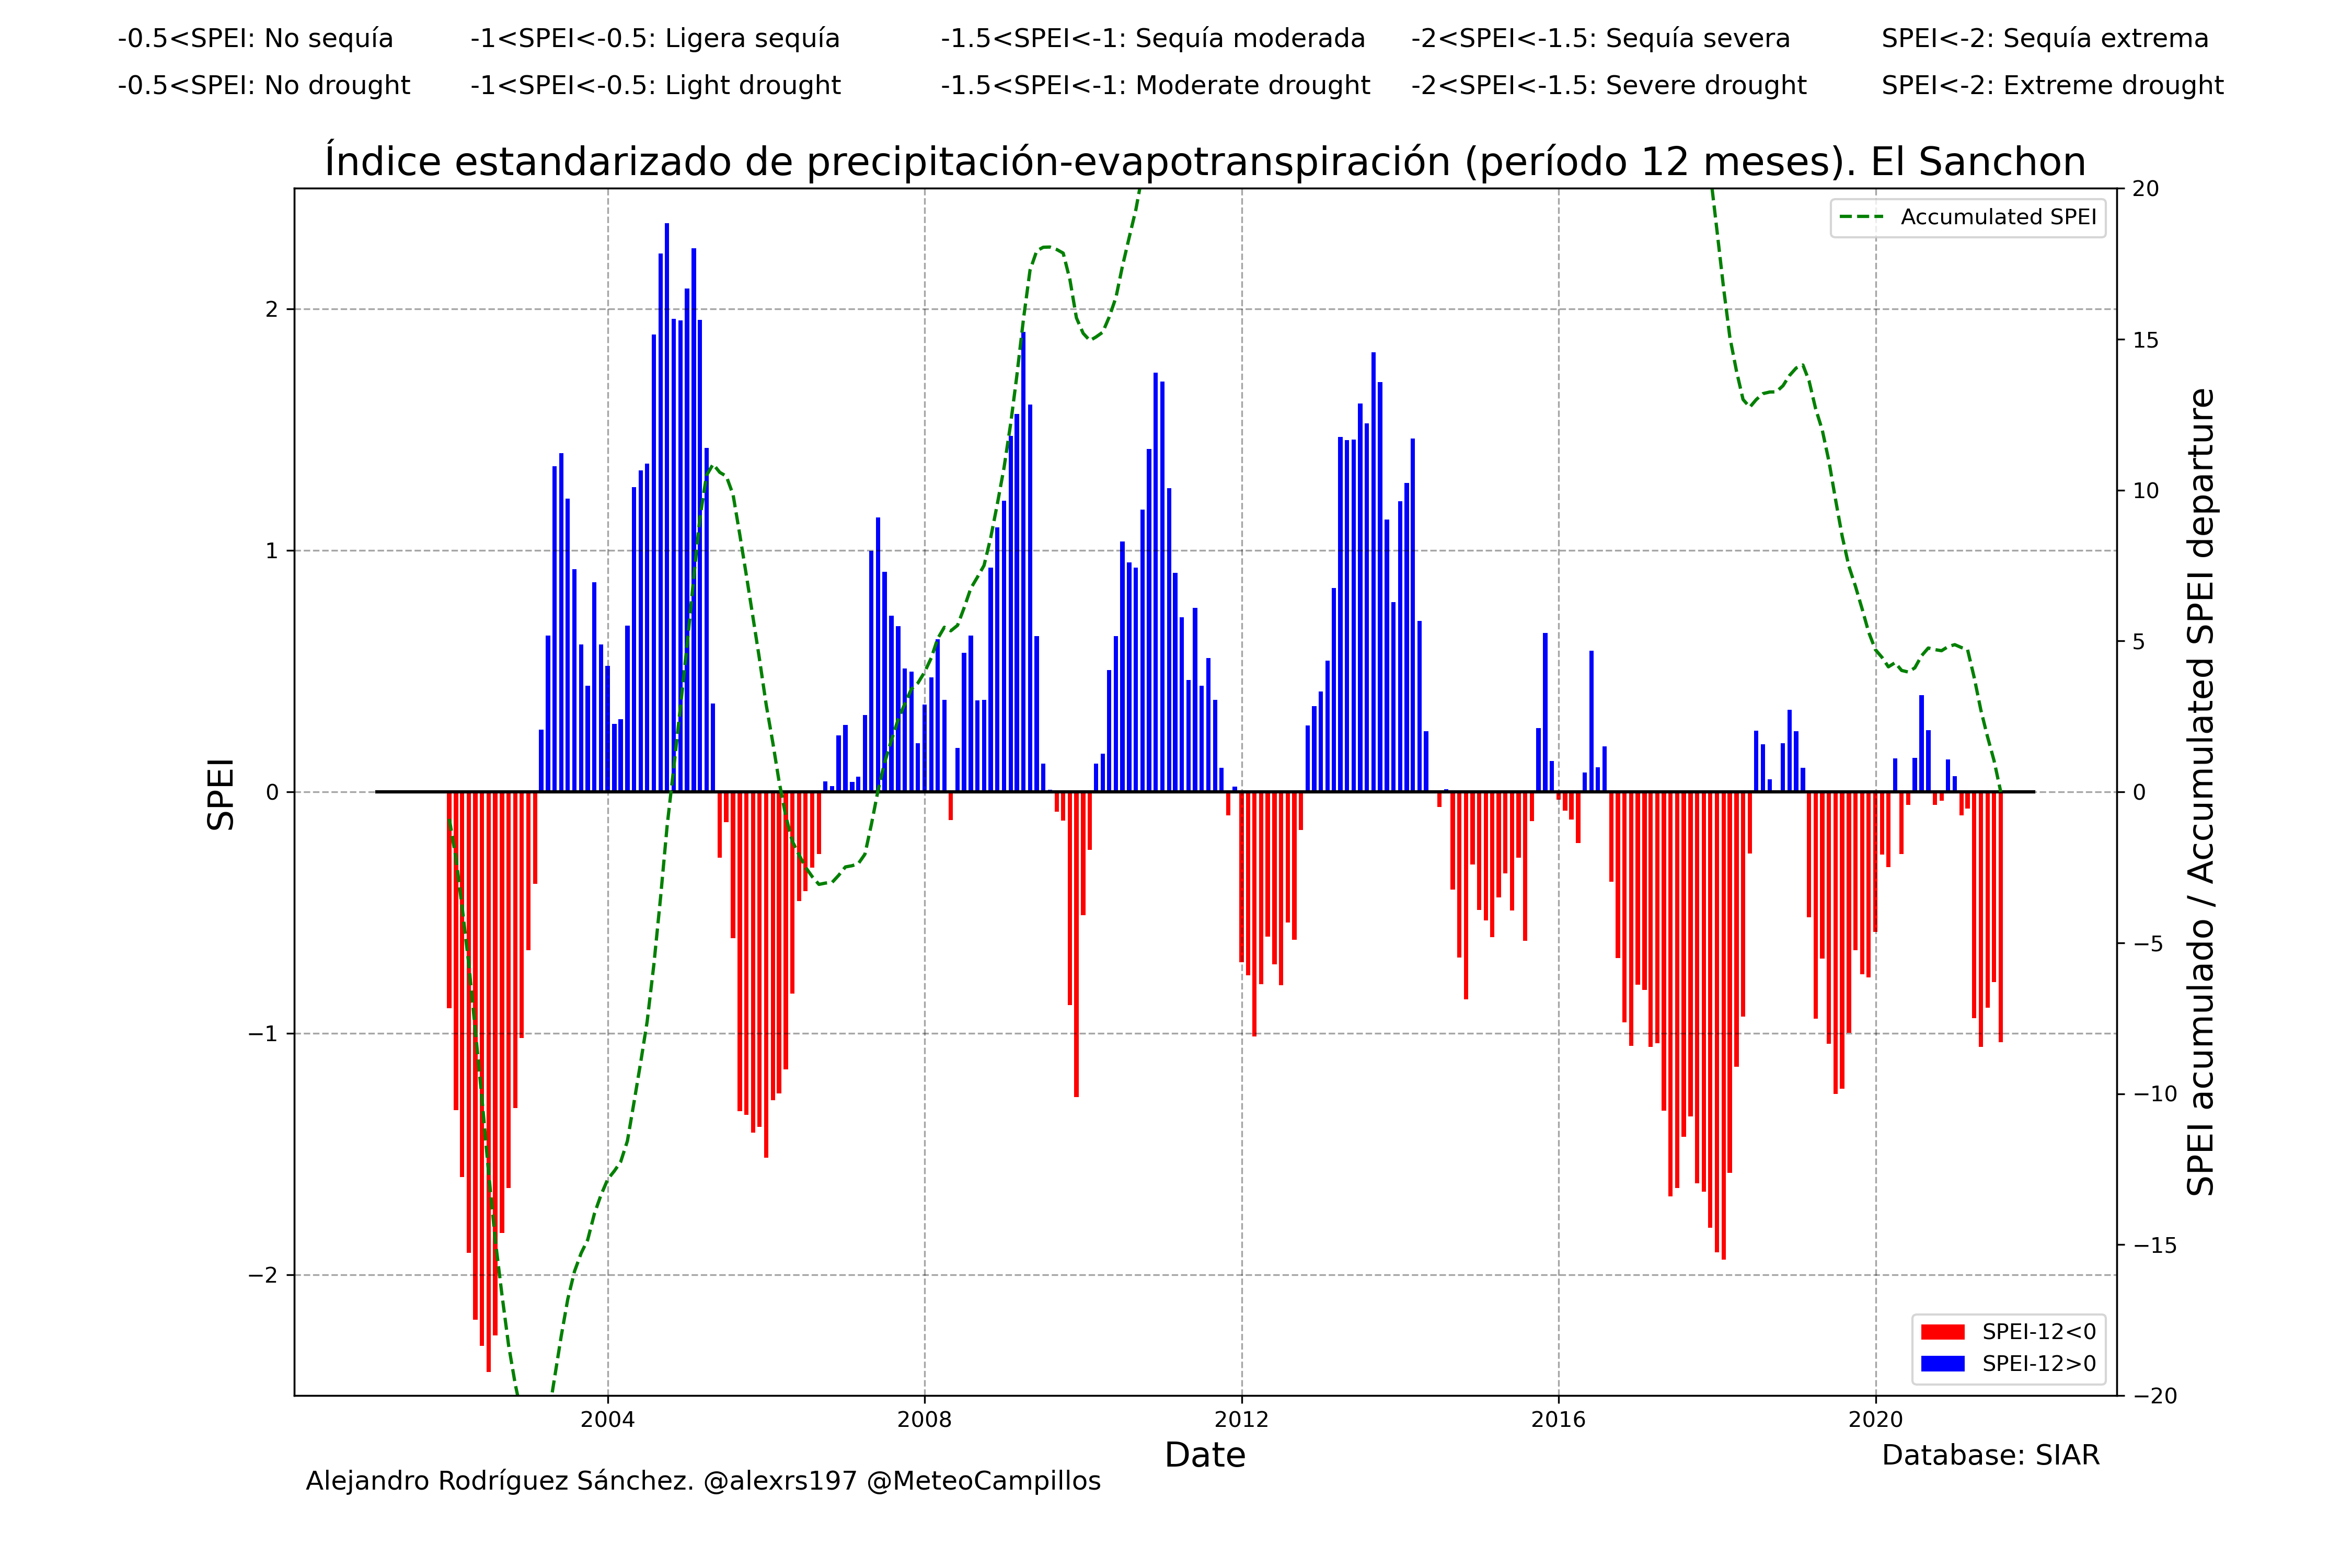 -0.5<SPEI: No sequía
-1<SPEI<-0.5: Ligera sequía
-1.5<SPEI<-1: Sequía moderada
-2<SPEI<-1.5: Sequía severa
SPEI<-2: Sequía extrema
-0.5<SPEI: No drought
-1<SPEI<-0.5: Light drought
-1.5<SPEI<-1: Moderate drought
-2<SPEI<-1.5: Severe drought
SPEI<-2: Extreme drought
Índice estandarizado de precipitación-evapotranspiración (período 12 meses). El Sanchon
Accumulated SPEI
SPEI
2
1
0
−1
−2
20
15
10
5
0
−5
−10
−15
−20
SPEI acumulado / Accumulated SPEI departure
SPEI-12<0
SPEI-12>0
2004
2008
2012
2016
2020
Date
Database: SIAR
Alejandro Rodríguez Sánchez. @alexrs197 @MeteoCampillos